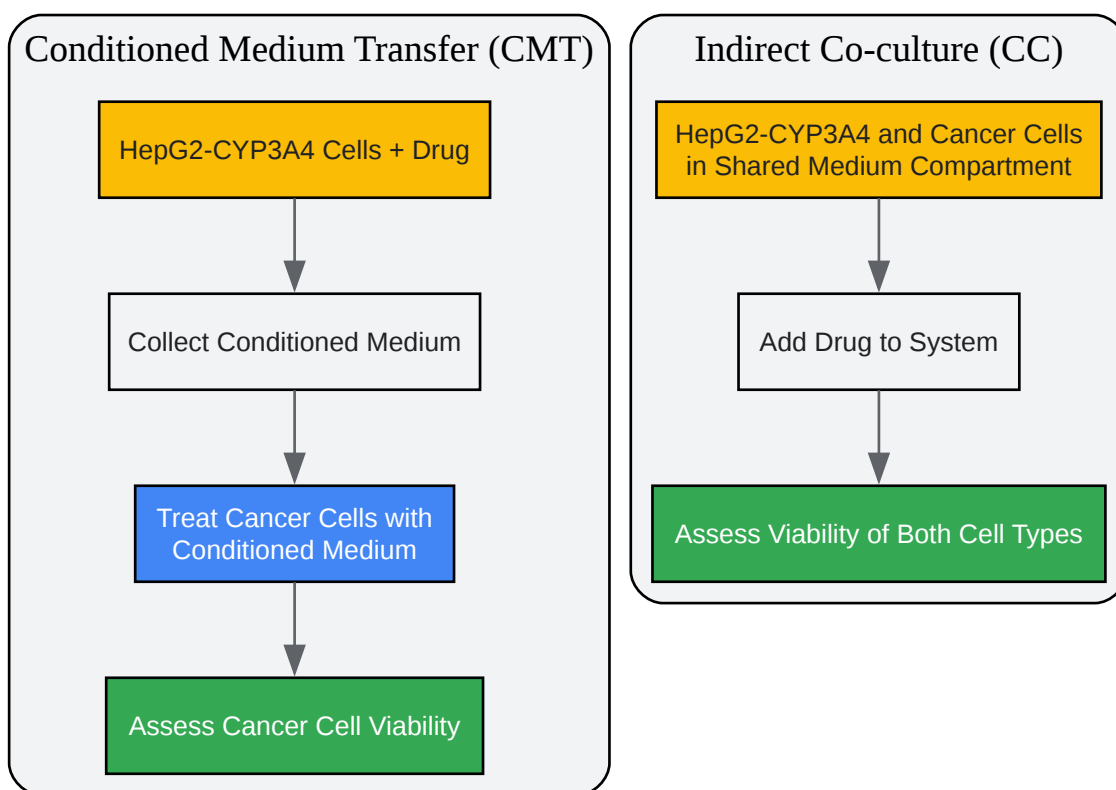 Conditioned Medium Transfer (CMT)
HepG2-CYP3A4 Cells + Drug
Collect Conditioned Medium
Treat Cancer Cells with
Conditioned Medium
Assess Cancer Cell Viability
Indirect Co-culture (CC)
HepG2-CYP3A4 and Cancer Cells
in Shared Medium Compartment
Add Drug to System
Assess Viability of Both Cell Types